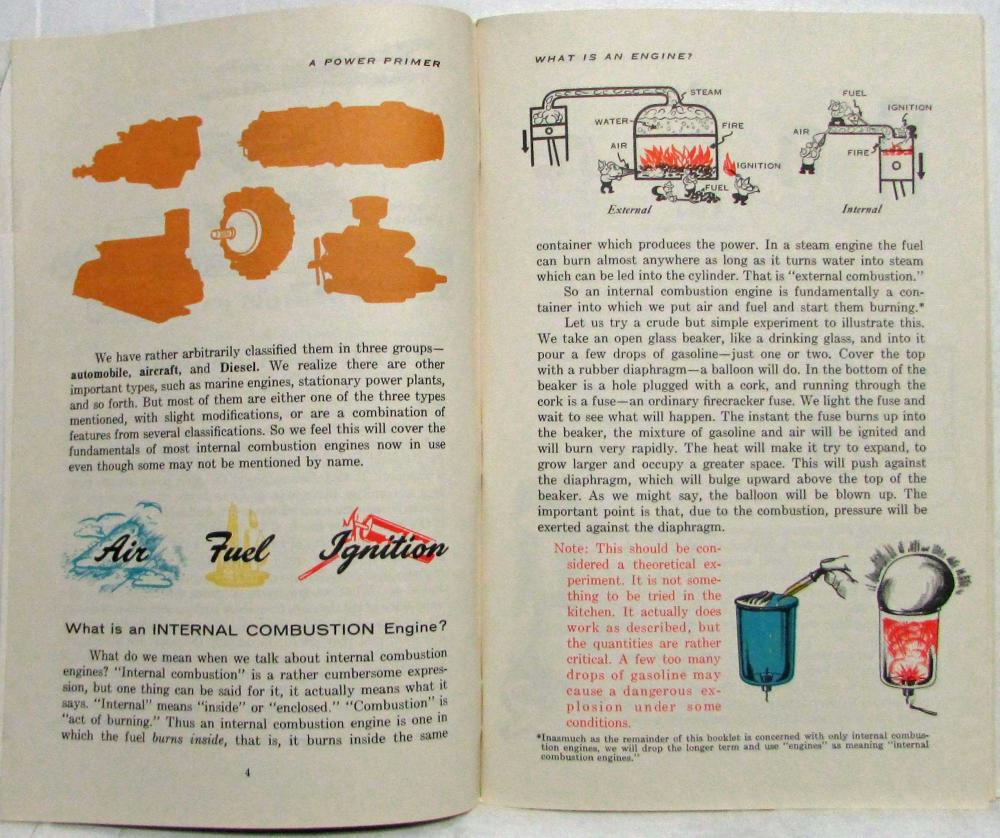 A POWER PRIMER
We have rather arbitrarily classified them in three groups—
automobile, aircraft, and Diesel. We realize there are other
important types, such as marine engines, stationary power plants,
and so forth. But most of them are either one of the three types
mentioned, with slight modifications, or are a combination of
features from several classifications. So we feel this will cover the
fundamentals of most internal combustion engines now in use
even though some may not be mentioned by name.
Air Fuel Ignition
What is an INTERNAL COMBUSTION Engine?
What do we mean when we talk about internal combustion
engines? "Internal combustion" is a rather cumbersome expres-
sion, but one thing can be said for it, it actually means what it
says. "Internal" means "inside" or "enclosed." "Combustion" is
"act of burning." Thus an internal combustion engine is one in
which the fuel burns inside, that is, it burns inside the same
4
WHAT IS AN ENGINE?
STEAM
WATER
FIRE
AIR
IGNITION
FUEL
External
FUEL
IGNITION
AIR
FIRE
Internal
container which produces the power. In a steam engine the fuel
can burn almost anywhere as long as it turns water into steam
which can be led into the cylinder. That is "external combustion."
So an internal combustion engine is fundamentally a con-
tainer into which we put air and fuel and start them burning.*
Let us try a crude but simple experiment to illustrate this.
We take an open glass beaker, like a drinking glass, and into it
pour a few drops of gasoline—just one or two. Cover the top
with a rubber diaphragm—a balloon will do. In the bottom of the
beaker is a hole plugged with a cork, and running through the
cork is a fuse—an ordinary firecracker fuse. We light the fuse and
wait to see what will happen. The instant the fuse burns up into
the beaker, the mixture of gasoline and air will be ignited and
will burn very rapidly. The heat will make it try to expand, to
grow larger and occupy a greater space. This will push against
the diaphragm, which will bulge upward above the top of the
beaker. As we might say, the balloon will be blown up. The
important point is that, due to the combustion, pressure will be
exerted against the diaphragm.
Note: This should be con-
sidered a theoretical ex-
periment. It is not some-
thing to be tried in the
kitchen. It actually does
work as described, but
the quantities are rather
critical. A few too many
drops of gasoline may
cause a dangerous ex-
plosion under some
conditions.
*Inasmuch as the remainder of this booklet is concerned with only internal combus-
tion engines, we will drop the longer term and use "engines" as meaning "internal
combustion engines."